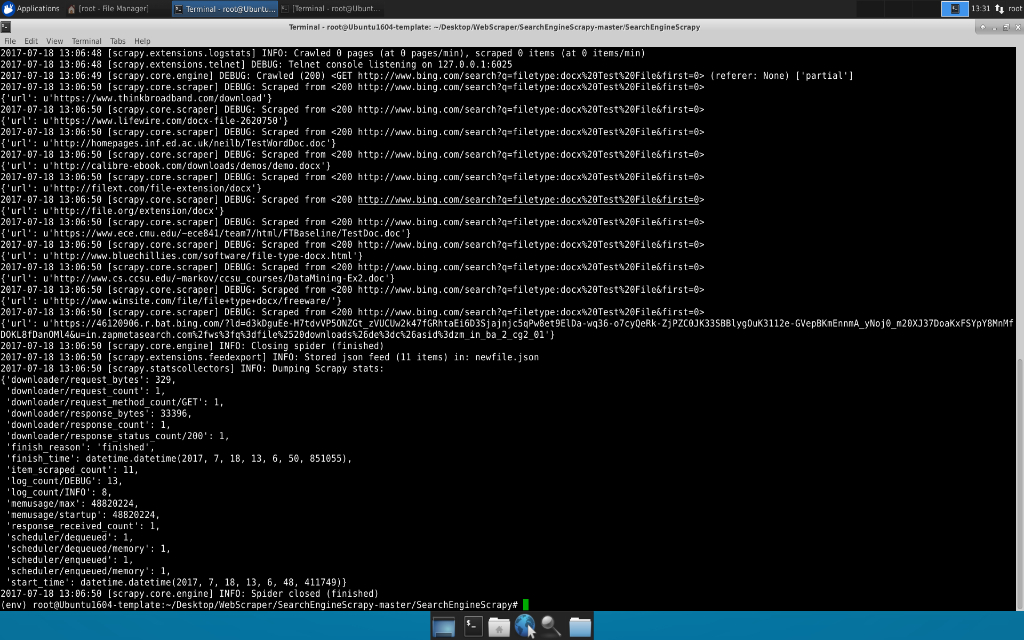 Applications
[root - File Manager]
Terminal - root@Ubuntu...
[Terminal - root@Ubunt...
13:31
root
Terminal - root@Ubuntu1604-template: ~/Desktop/WebScraper/SearchEngineScrapy-master/SearchEngineScrapy
File Edit View Terminal Tabs Help
2017-07-18 13:06:48 [scrapy.extensions.logstats] INFO: Crawled 0 pages (at 0 pages/min), scraped 0 items (at 0 items/min)
2017-07-18 13:06:48 [scrapy.extensions.telnet] DEBUG: Telnet console listening on 127.0.0.1:6025
2017-07-18 13:06:49 [scrapy.core.engine] DEBUG: Crawled (200) <GET http://www.bing.com/search?q=filetype:docx%20Test%20File&first=0> (referer: None) ['partial']
2017-07-18 13:06:50 [scrapy.core.scraper] DEBUG: Scraped from <200 http://www.bing.com/search?q=filetype:docx%20Test%20File&first=0>
{'url': u'https://www.thinkbroadband.com/download'}
2017-07-18 13:06:50 [scrapy.core.scraper] DEBUG: Scraped from <200 http://www.bing.com/search?q=filetype:docx%20Test%20File&first=0>
{'url': u'https://www.lifewire.com/docx-file-2620750'}
2017-07-18 13:06:50 [scrapy.core.scraper] DEBUG: Scraped from <200 http://www.bing.com/search?q=filetype:docx%20Test%20File&first=0>
{'url': u'http://homepages.inf.ed.ac.uk/neilb/TestWordDoc.doc'}
2017-07-18 13:06:50 [scrapy.core.scraper] DEBUG: Scraped from <200 http://www.bing.com/search?q=filetype:docx%20Test%20File&first=0>
{'url': u'http://calibre-ebook.com/downloads/demos/demo.docx'}
2017-07-18 13:06:50 [scrapy.core.scraper] DEBUG: Scraped from <200 http://www.bing.com/search?q=filetype:docx%20Test%20File&first=0>
{'url': u'http://filext.com/file-extension/docx'}
2017-07-18 13:06:50 [scrapy.core.scraper] DEBUG: Scraped from <200 http://www.bing.com/search?q=filetype:docx%20Test%20File&first=0>
{'url': u'http://file.org/extension/docx'}
2017-07-18 13:06:50 [scrapy.core.scraper] DEBUG: Scraped from <200 http://www.bing.com/search?q=filetype:docx%20Test%20File&first=0>
{'url': u'https://www.ece.cmu.edu/~ece841/team7/html/FTBaseline/TestDoc.doc'}
2017-07-18 13:06:50 [scrapy.core.scraper] DEBUG: Scraped from <200 http://www.bing.com/search?q=filetype:docx%20Test%20File&first=0>
{'url': u'http://www.bluechillies.com/software/file-type-docx.html'}
2017-07-18 13:06:50 [scrapy.core.scraper] DEBUG: Scraped from <200 http://www.bing.com/search?q=filetype:docx%20Test%20File&first=0>
{'url': u'http://www.cs.ccsu.edu/~markov/ccsu_courses/DataMining-Ex2.doc'}
2017-07-18 13:06:50 [scrapy.core.scraper] DEBUG: Scraped from <200 http://www.bing.com/search?q=filetype:docx%20Test%20File&first=0>
{'url': u'http://www.winsite.com/file/file+type+docx/freeware/'}
2017-07-18 13:06:50 [scrapy.core.scraper] DEBUG: Scraped from <200 http://www.bing.com/search?q=filetype:docx%20Test%20File&first=0>
{'url':
2017-07-18 13:06:50 [scrapy.core.engine] INFO: Closing spider (finished)
2017-07-18 13:06:50 [scrapy.extensions.feedexport] INFO: Stored json feed (11 items) in: newfile.json
2017-07-18 13:06:50 [scrapy.statscollectors] INFO: Dumping Scrapy stats:
{'downloader/request_bytes': 329,
'downloader/request_count': 1,
'downloader/request_method_count/GET': 1,
'downloader/response_bytes': 33396,
'downloader/response_count': 1,
'downloader/response_status_count/200': 1,
'finish_reason': 'finished',
'finish_time': datetime.datetime(2017, 7, 18, 13, 6, 50, 851055),
'item_scraped_count': 11,
'log_count/DEBUG': 13,
'log_count/INFO': 8,
'memusage/max': 48820224,
'memusage/startup': 48820224,
'response_received_count': 1,
'scheduler/dequeued': 1,
'scheduler/dequeued/memory': 1,
'scheduler/enqueued': 1,
'scheduler/enqueued/memory': 1,
'start_time': datetime.datetime(2017, 7, 18, 13, 6, 48, 411749)}
2017-07-18 13:06:50 [scrapy.core.engine] INFO: Spider closed (finished)
(env) root@Ubuntu1604-template:~/Desktop/WebScraper/SearchEngineScrapy-master/SearchEngineScrapy#